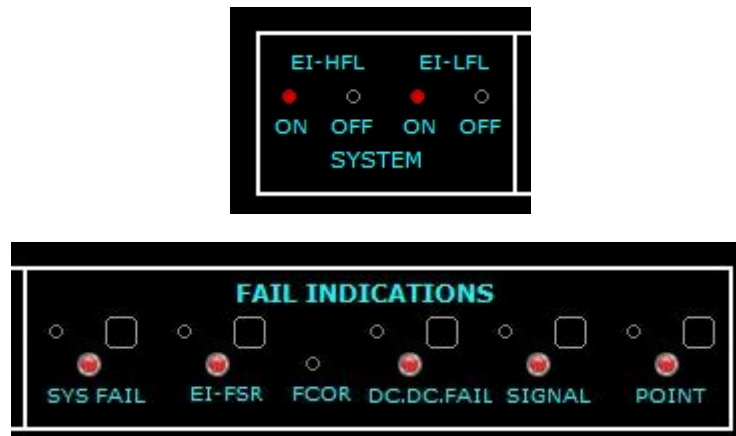 EI-HFL EI-LFL
ON OFF ON OFF
SYSTEM
FAIL INDICATIONS
SYS FAIL EI-FSR FCOR DC.DC.FAIL SIGNAL POINT